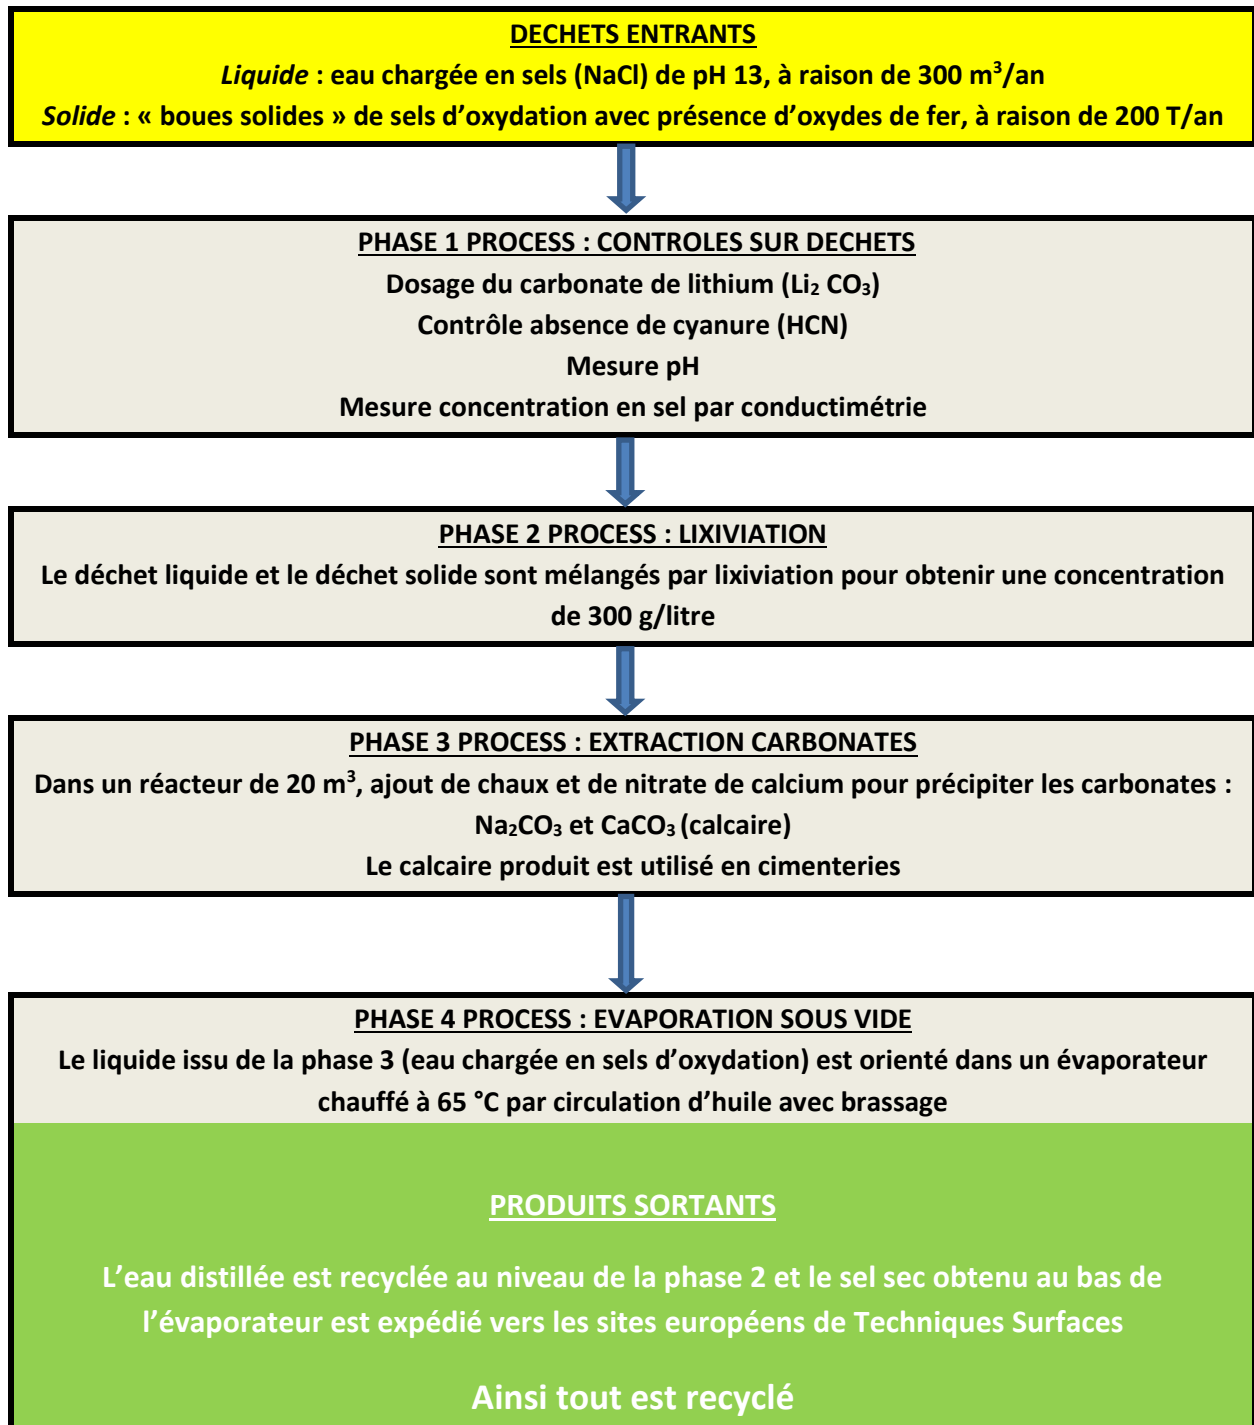 DECHETS ENTRANTS
Liquide : eau chargée en sels (NaCl) de pH 13, à raison de 300 m³/an
Solide : « boues solides » de sels d’oxydation avec présence d’oxydes de fer, à raison de 200 T/an
PHASE 1 PROCESS : CONTROLES SUR DECHETS
Dosage du carbonate de lithium (Li₂ CO₃)
Contrôle absence de cyanure (HCN)
Mesure pH
Mesure concentration en sel par conductimétrie
PHASE 2 PROCESS : LIXIVIATION
Le déchet liquide et le déchet solide sont mélangés par lixiviation pour obtenir une concentration
de 300 g/litre
PHASE 3 PROCESS : EXTRACTION CARBONATES
Dans un réacteur de 20 m³, ajout de chaux et de nitrate de calcium pour précipiter les carbonates :
Na₂CO₃ et CaCO₃ (calcaire)
Le calcaire produit est utilisé en cimenteries
PHASE 4 PROCESS : EVAPORATION SOUS VIDE
Le liquide issu de la phase 3 (eau chargée en sels d’oxydation) est orienté dans un évaporateur
chauffé à 65 °C par circulation d’huile avec brassage
PRODUITS SORTANTS
L’eau distillée est recyclée au niveau de la phase 2 et le sel sec obtenu au bas de
l’évaporateur est expédié vers les sites européens de Techniques Surfaces
Ainsi tout est recyclé